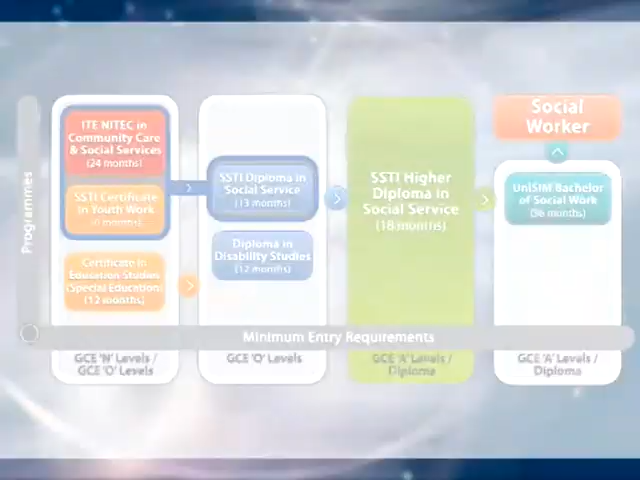 Programmes
ITE NITEC in
Community Care
& Social Services
(24 months)
SSTI Certificate
in Youth Work
months)
Certificate in
Education Studies
(Special Education)
(12 months)
SSTI Diploma in
Social Service
(13 months)
Diploma in
Disability Studies
(12 months)
SSTI Higher
Diploma in
Social Service
(18 months)
Social
Worker
UniSIM Bachelor
of Social Work
months)
Minimum Entry Requirements
GCE 'N' Levels /
GCE 'O' Levels
GCE 'O' Levels
GCE 'A' Levels /
Diploma
GCE 'A' Levels /
Diploma